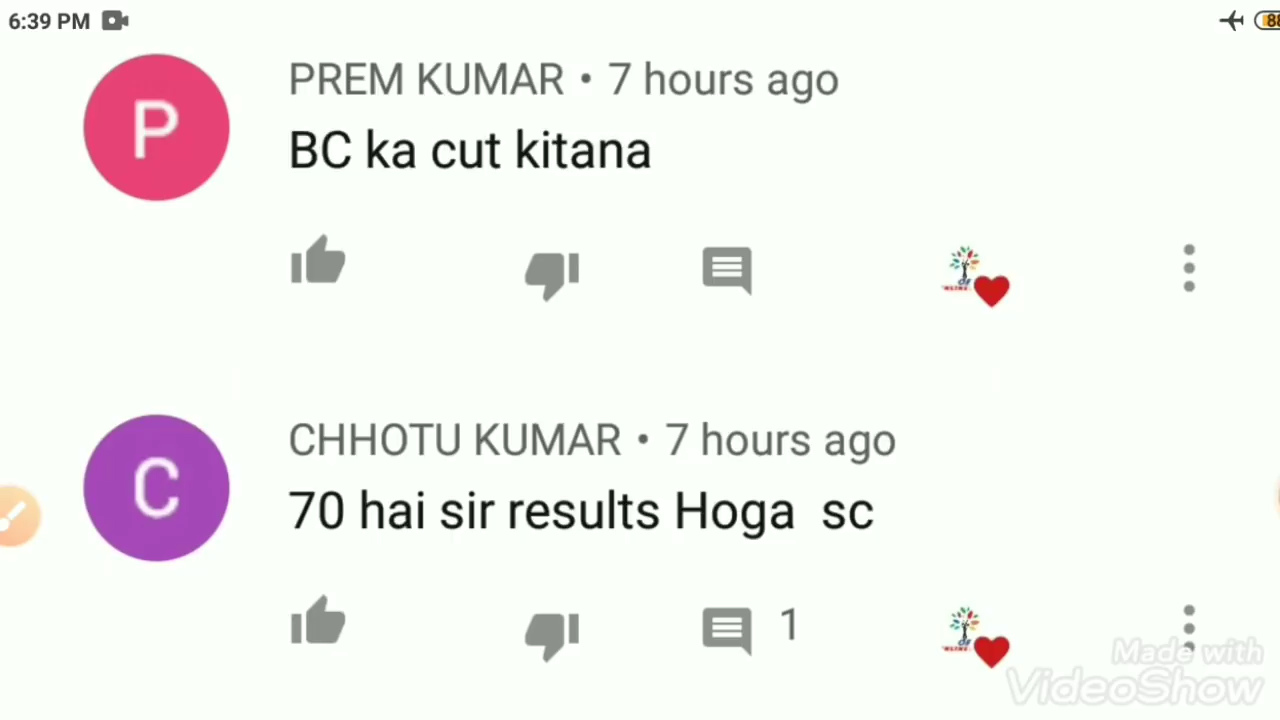 6:39 PM
88
P
PREM KUMAR • 7 hours ago
BC ka cut kitana
C
CHHOTU KUMAR • 7 hours ago
70 hai sir results Hoga sc
1
Made with
VideoShow